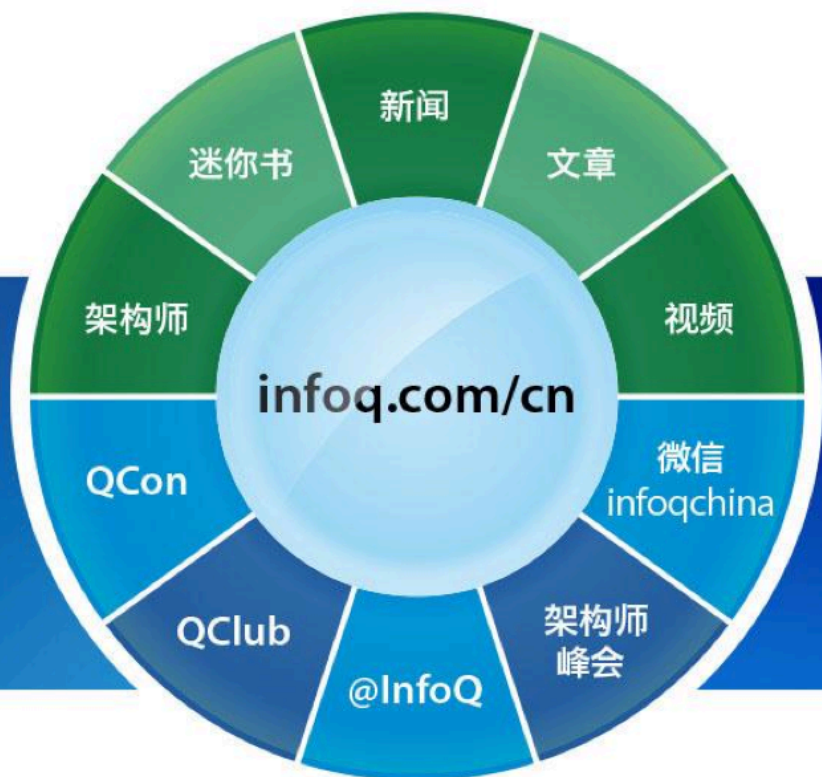 新闻
迷你书
文章
架构师
视频
infoq.com/cn
QCon
微信
infoqchina
QClub
架构师
峰会
@InfoQ